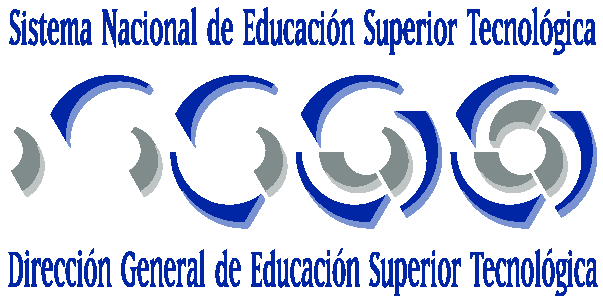 Sistema Nacional de Educación Superior Tecnológica
Dirección General de Educación Superior Tecnológica